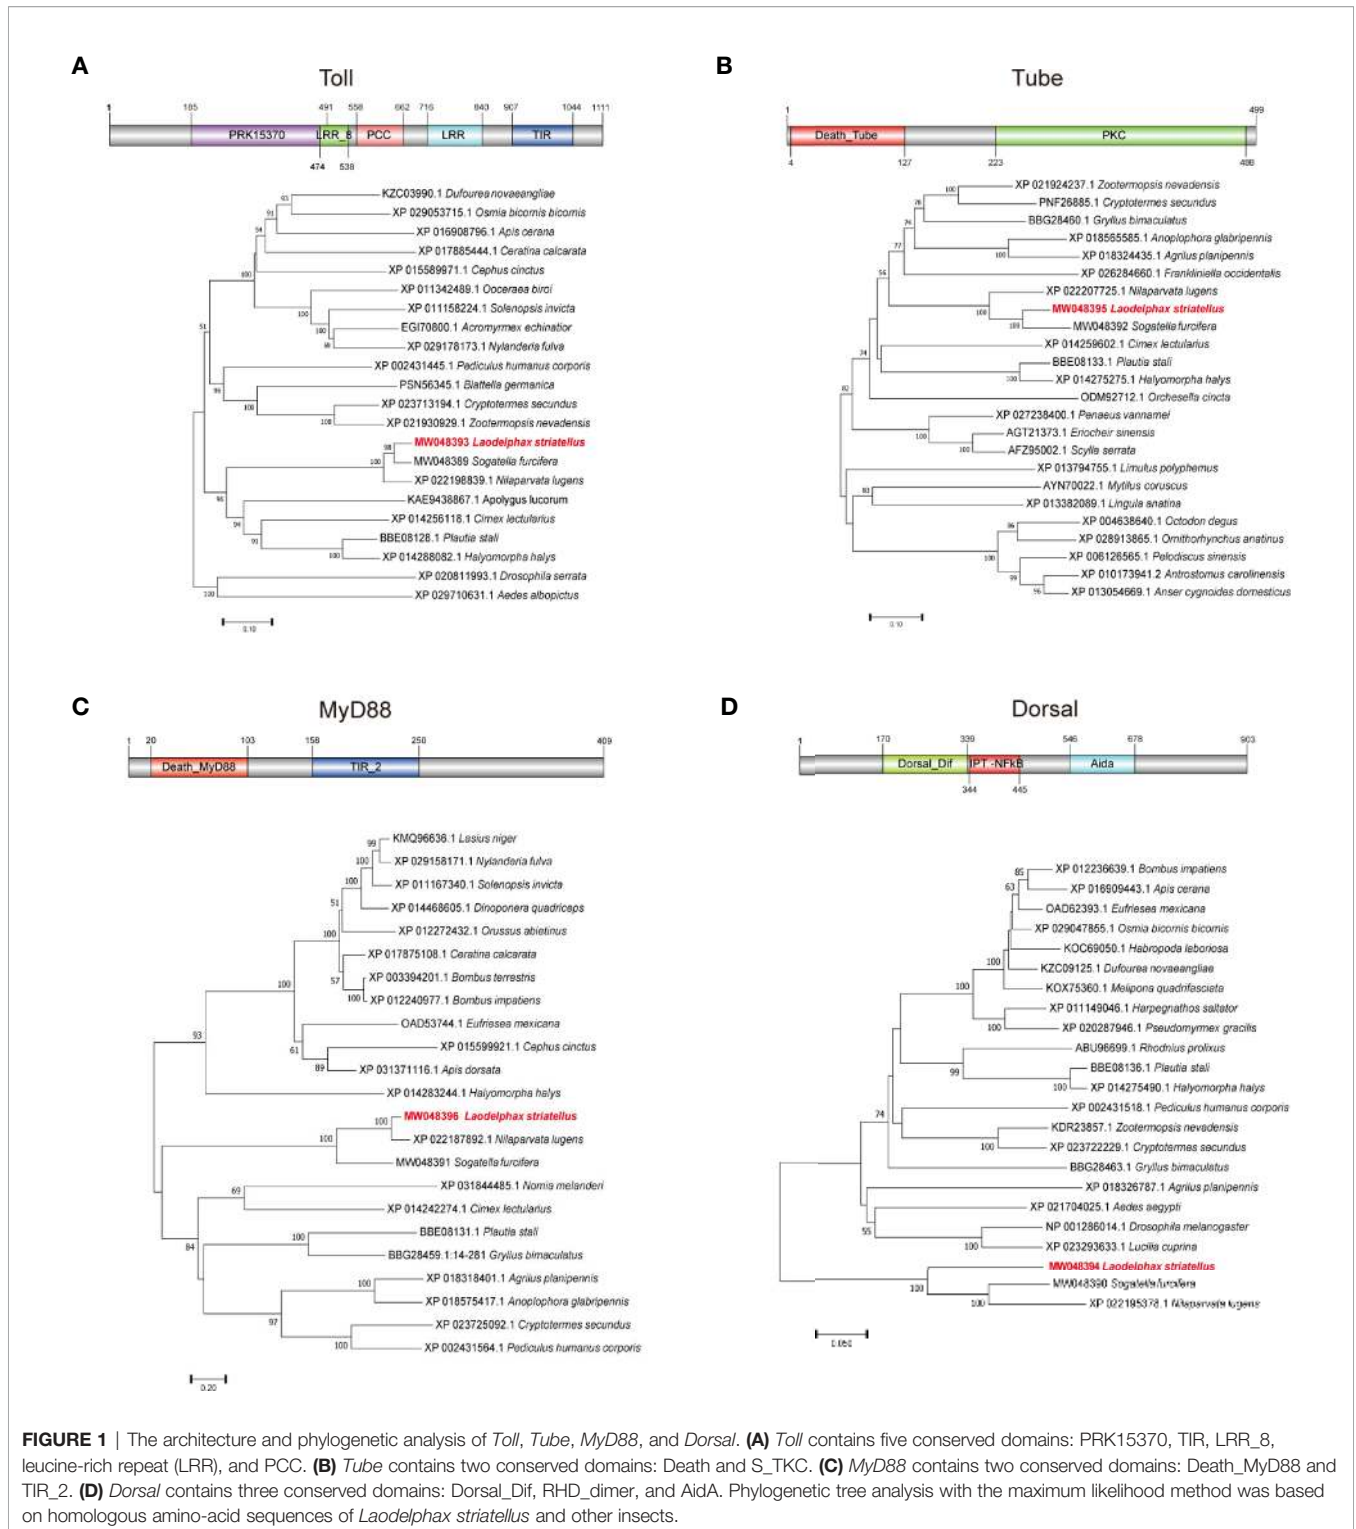 A
Toll
1 185 491 558 662 716 840 907 1044 1111
PRK15370 LRR_8 PCC LRR TIR
474 538
KZC03990.1 Dufourea novaeangliae
XP 029053715.1 Osmia bicornis bicornis
XP 016908796.1 Apis cerana
XP 017885444.1 Ceratina calcarata
XP 015589971.1 Cephus cinctus
XP 011342489.1 Ooceraea biroi
XP 011158224.1 Solenopsis invicta
EGI70800.1 Acromyrmex echinatior
XP 029178173.1 Nylanderia fulva
XP 002431445.1 Pediculus humanus corporis
PSN56345.1 Blattella germanica
XP 023713194.1 Cryptotermes secundus
XP 021930929.1 Zootermopsis nevadensis
MW048393 Laodelphax striatellus
MW048389 Sogatella furcifera
XP 022198839.1 Nilaparvata lugens
KAE9438867.1 Apolygus lucorum
XP 014256118.1 Cimex lectularius
BBE08128.1 Plautia stali
XP 014288082.1 Halyomorpha halys
XP 020811993.1 Drosophila serrata
XP 029710631.1 Aedes albopictus
0.10
B
Tube
1 499
Death_Tube PKC
4 127 223 488
XP 021924237.1 Zootermopsis nevadensis
PNF26885.1 Cryptotermes secundus
BBG28460.1 Gryllus bimaculatus
XP 018565585.1 Anoplophora glabripennis
XP 018324435.1 Agrilus planipennis
XP 026284660.1 Frankliniella occidentalis
XP 022207725.1 Nilaparvata lugens
MW048395 Laodelphax striatellus
MW048392 Sogatella furcifera
XP 014259602.1 Cimex lectularius
BBE08133.1 Plautia stali
XP 014275275.1 Halyomorpha halys
ODM92712.1 Orchesella cincta
XP 027238400.1 Penaeus vannamei
AGT21373.1 Eriocheir sinensis
AFZ95002.1 Scylla serrata
XP 013794755.1 Limulus polyphemus
AYN70022.1 Mytilus coruscus
XP 013382089.1 Lingula anatina
XP 004638640.1 Octodon degus
XP 028913865.1 Ornithorhynchus anatinus
XP 006126565.1 Pelodiscus sinensis
XP 010173941.2 Antrostomus carolinensis
XP 013054669.1 Anser cygnoides domesticus
0.10
C
MyD88
1 20 103 158 258 409
Death_MyD88 TIR_2
KMQ96636.1 Lasius niger
XP 029158171.1 Nylanderia fulva
XP 011167340.1 Solenopsis invicta
XP 014468605.1 Dinoponera quadriceps
XP 012272432.1 Orussus abietinus
XP 017875108.1 Ceratina calcarata
XP 003394201.1 Bombus terrestris
XP 012240977.1 Bombus impatiens
OAD53744.1 Eufriesea mexicana
XP 015599921.1 Cephus cinctus
XP 031371116.1 Apis dorsata
XP 014283244.1 Halyomorpha halys
MW048396 Laodelphax striatellus
XP 022187892.1 Nilaparvata lugens
MW048391 Sogatella furcifera
XP 031844485.1 Nomia melanderi
XP 014242274.1 Cimex lectularius
BBE08131.1 Plautia stali
BBG28459.1:14-281 Gryllus bimaculatus
XP 018318401.1 Agrilus planipennis
XP 018575417.1 Anoplophora glabripennis
XP 023725092.1 Cryptotermes secundus
XP 002431564.1 Pediculus humanus corporis
0.20
D
Dorsal
1 170 339 546 678 903
Dorsal_Dif IPT -NFkB Aida
344 445
XP 012236639.1 Bombus impatiens
XP 016909443.1 Apis cerana
OAD62393.1 Eufriesea mexicana
XP 029047855.1 Osmia bicornis bicornis
KOC69050.1 Habropoda laboriosa
KZC09125.1 Dufourea novaeangliae
KOX75360.1 Melipona quadrifasciata
XP 011149046.1 Harpegnathos saltator
XP 020287946.1 Pseudomyrmex gracilis
ABU96699.1 Rhodnius prolixus
BBE08136.1 Plautia stali
XP 014275490.1 Halyomorpha halys
XP 002431518.1 Pediculus humanus corporis
KDR23857.1 Zootermopsis nevadensis
XP 023722229.1 Cryptotermes secundus
BBG28463.1 Gryllus bimaculatus
XP 018326787.1 Agrilus planipennis
XP 021704025.1 Aedes aegypti
NP 001286014.1 Drosophila melanogaster
XP 023293633.1 Lucilia cuprina
MW048394 Laodelphax striatellus
MW048390 Sogatella furcifera
XP 022195378.1 Nilaparvata lugens
0.050
FIGURE 1 | The architecture and phylogenetic analysis of Toll, Tube, MyD88, and Dorsal. (A) Toll contains five conserved domains: PRK15370, TIR, LRR_8,
leucine-rich repeat (LRR), and PCC. (B) Tube contains two conserved domains: Death and S_TKC. (C) MyD88 contains two conserved domains: Death_MyD88 and
TIR_2. (D) Dorsal contains three conserved domains: Dorsal_Dif, RHD_dimer, and AidA. Phylogenetic tree analysis with the maximum likelihood method was based
on homologous amino-acid sequences of Laodelphax striatellus and other insects.